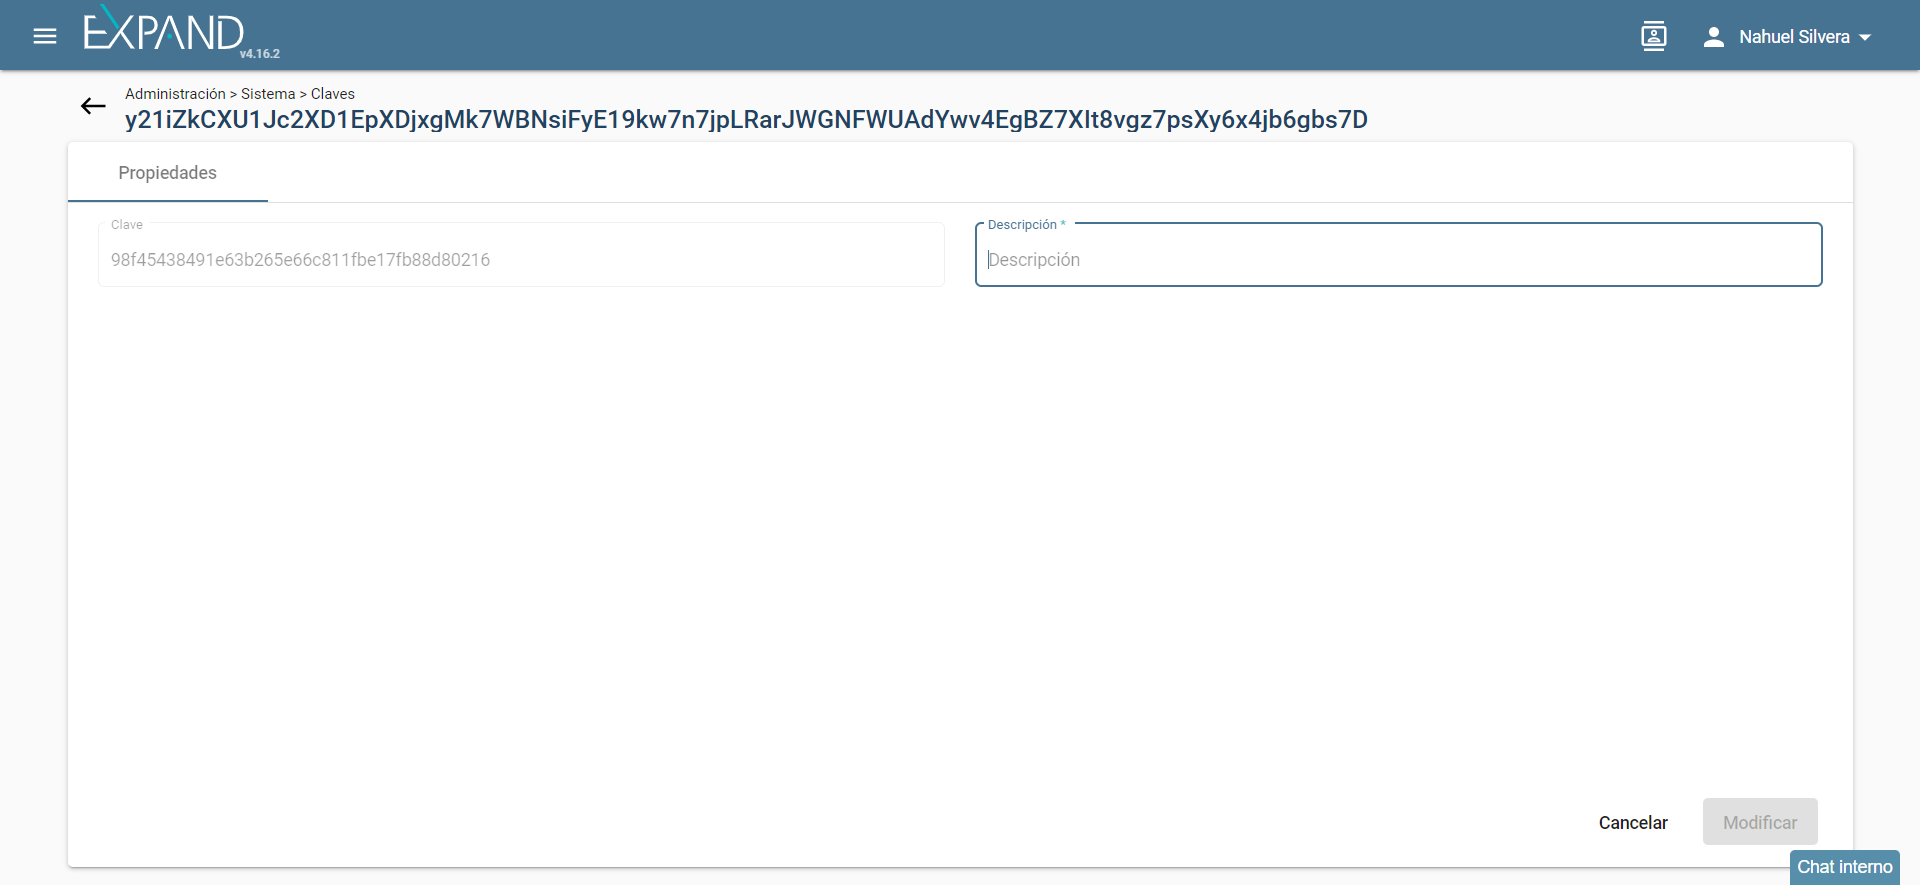 EXPAND
v4.16.2
Nahuel Silvera
Administración > Sistema > Claves
y21iZkCXU1Jc2XD1EpXDjxgMk7WBNsiFyE19kw7n7jpLRarJWGNFWUAdYwv4EgBZ7XIt8vgz7psXy6x4jb6gbs7D
Propiedades
Clave
98f45438491e63b265e66c811fbe17fb88d80216
Descripción *
Descripción
Cancelar
Modificar
Chat interno